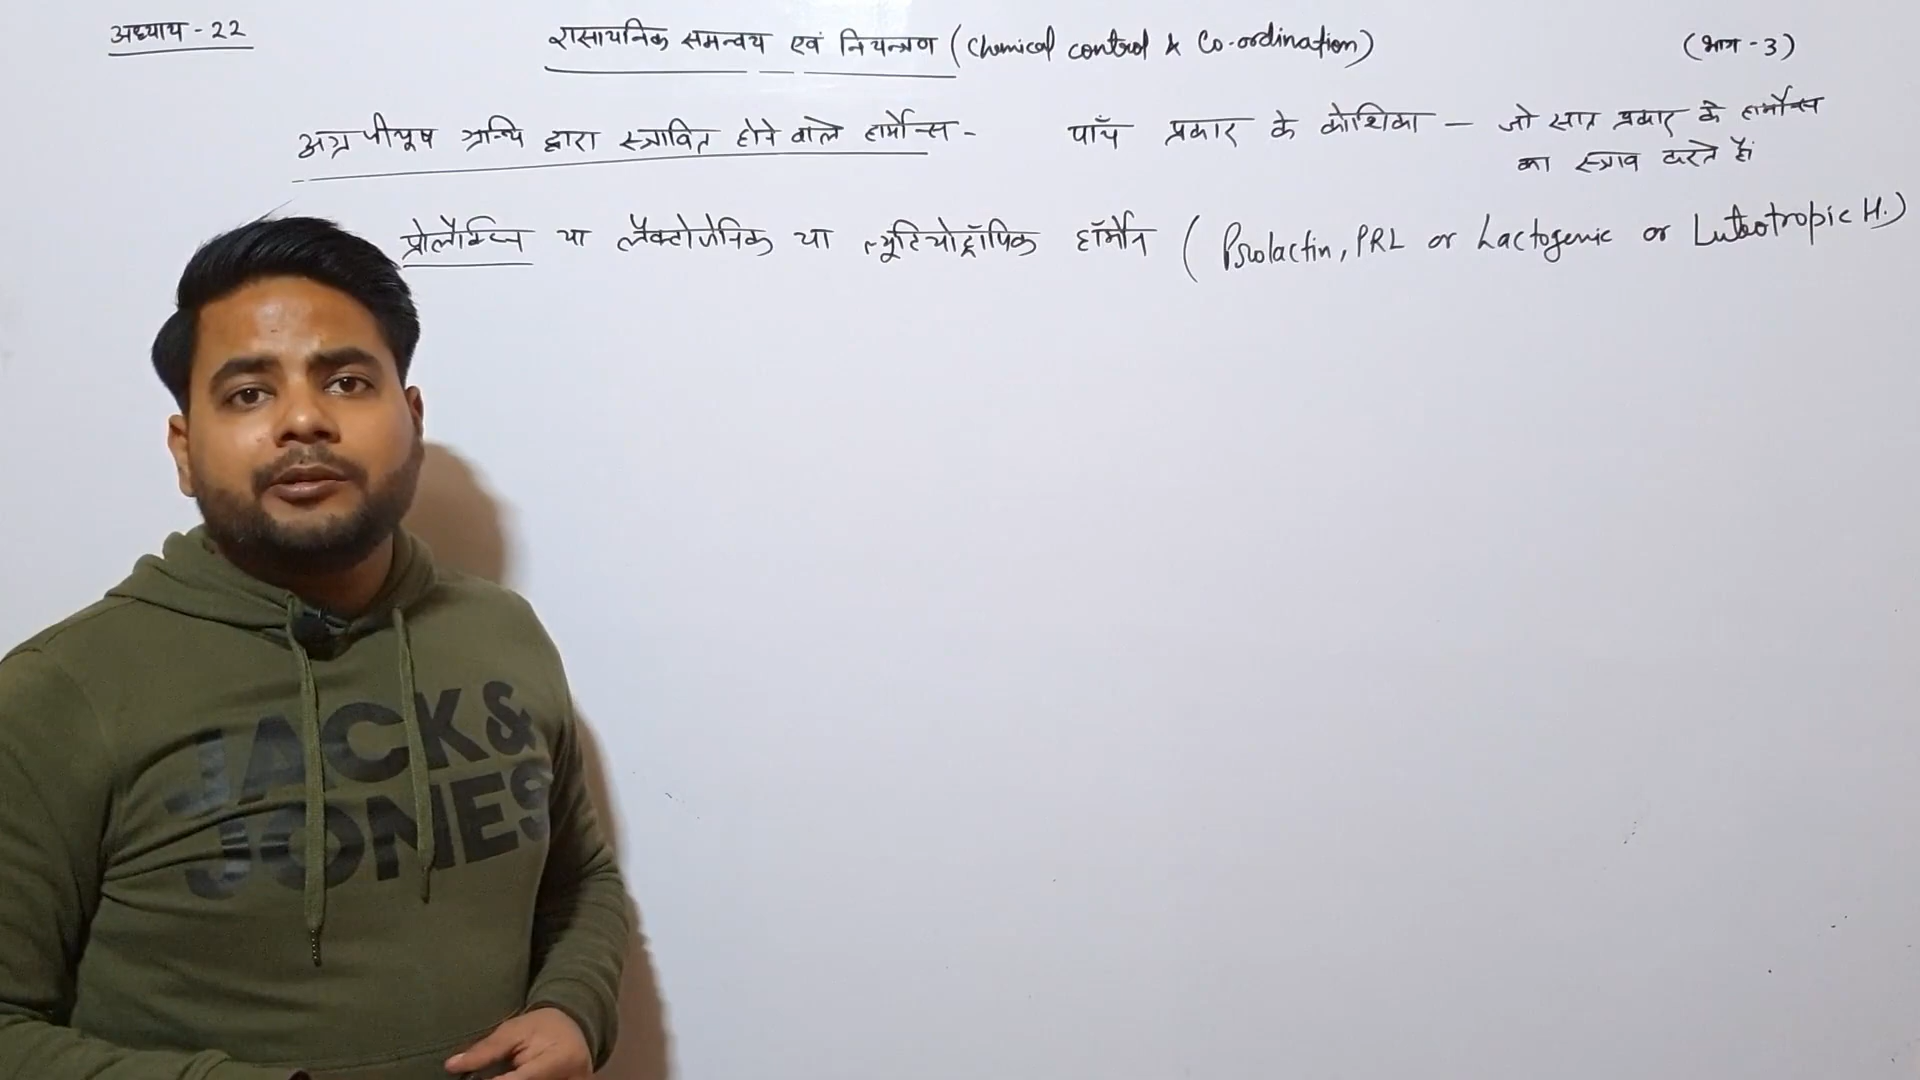 अध्याय - 22
रासायनिक समन्वय एवं नियन्त्रण (Chemical control & Co-ordination)
(भाग - 3)
अग्र पीयूष ग्रन्थि द्वारा स्त्रावित होने वाले हार्मोन्स -
पाँच प्रकार के कोशिका — जो सात प्रकार के हार्मोन्स
का स्त्राव करते हैं।
प्रोलैक्टिन या लैक्टोजेनिक या ल्यूटियोट्रॉपिक हॉर्मोन (Prolactin, PRL or Lactogenic or Luteotropic H.)
JACK&
JONES